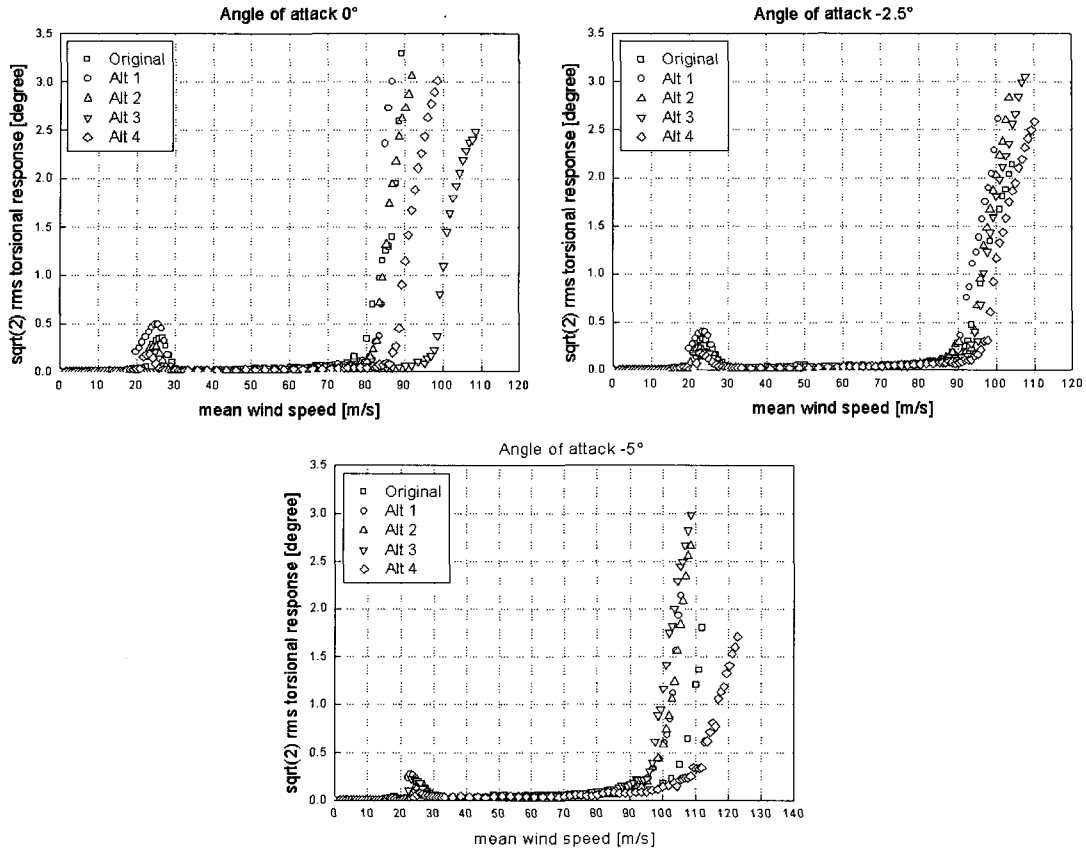 Angle of attack 0°
sqrt(2) rms torsional response [degree]
3.5
3.0
2.5
2.0
1.5
1.0
0.5
0.0
Original
Alt 1
Alt 2
Alt 3
Alt 4
0 10 20 30 40 50 60 70 80 90 100 110 120
mean wind speed [m/s]
Angle of attack -2.5°
sqrt(2) rms torsional response [degree]
3.5
3.0
2.5
2.0
1.5
1.0
0.5
0.0
Original
Alt 1
Alt 2
Alt 3
Alt 4
0 10 20 30 40 50 60 70 80 90 100 110 120
mean wind speed [m/s]
Angle of attack -5°
sqrt(2) rms torsional response [degree]
3.5
3.0
2.5
2.0
1.5
1.0
0.5
0.0
Original
Alt 1
Alt 2
Alt 3
Alt 4
0 10 20 30 40 50 60 70 80 90 100 110 120 130 140
mean wind speed [m/s]